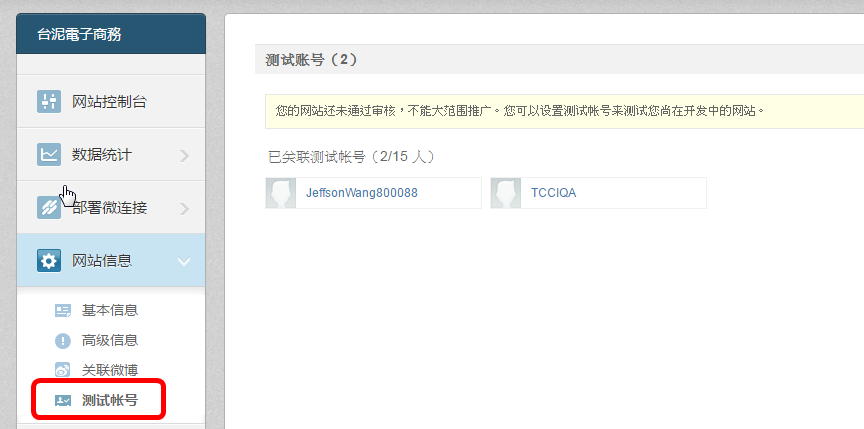 台泥電子商務
网站控制台
数据统计
部署微连接
网站信息
基本信息
高级信息
关联微博
测试帐号
测试账号（2）
您的网站还未通过审核，不能大范围推广。您可以设置测试帐号来测试您尚在开发中的网站。
已关联测试帐号（2/15 人）
JeffsonWang800088
TCCIQA